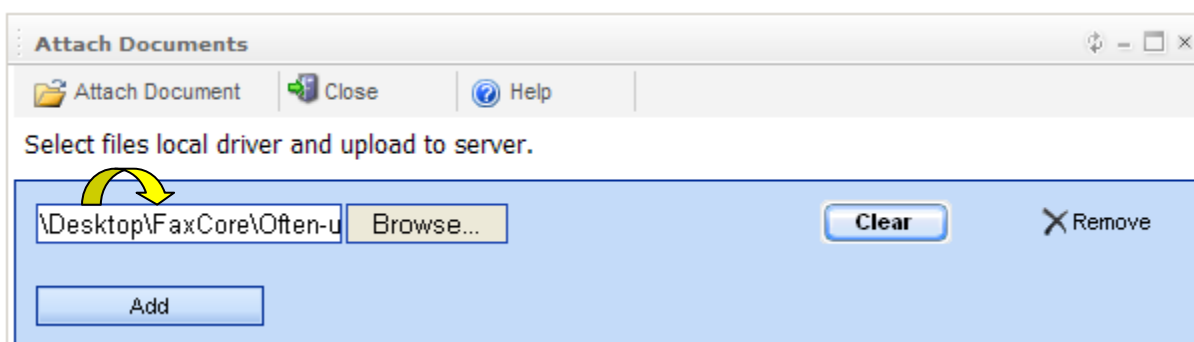 Attach Documents
Attach Document Close Help
Select files local driver and upload to server.
\Desktop\FaxCore\Often-u Browse... Clear Remove
Add